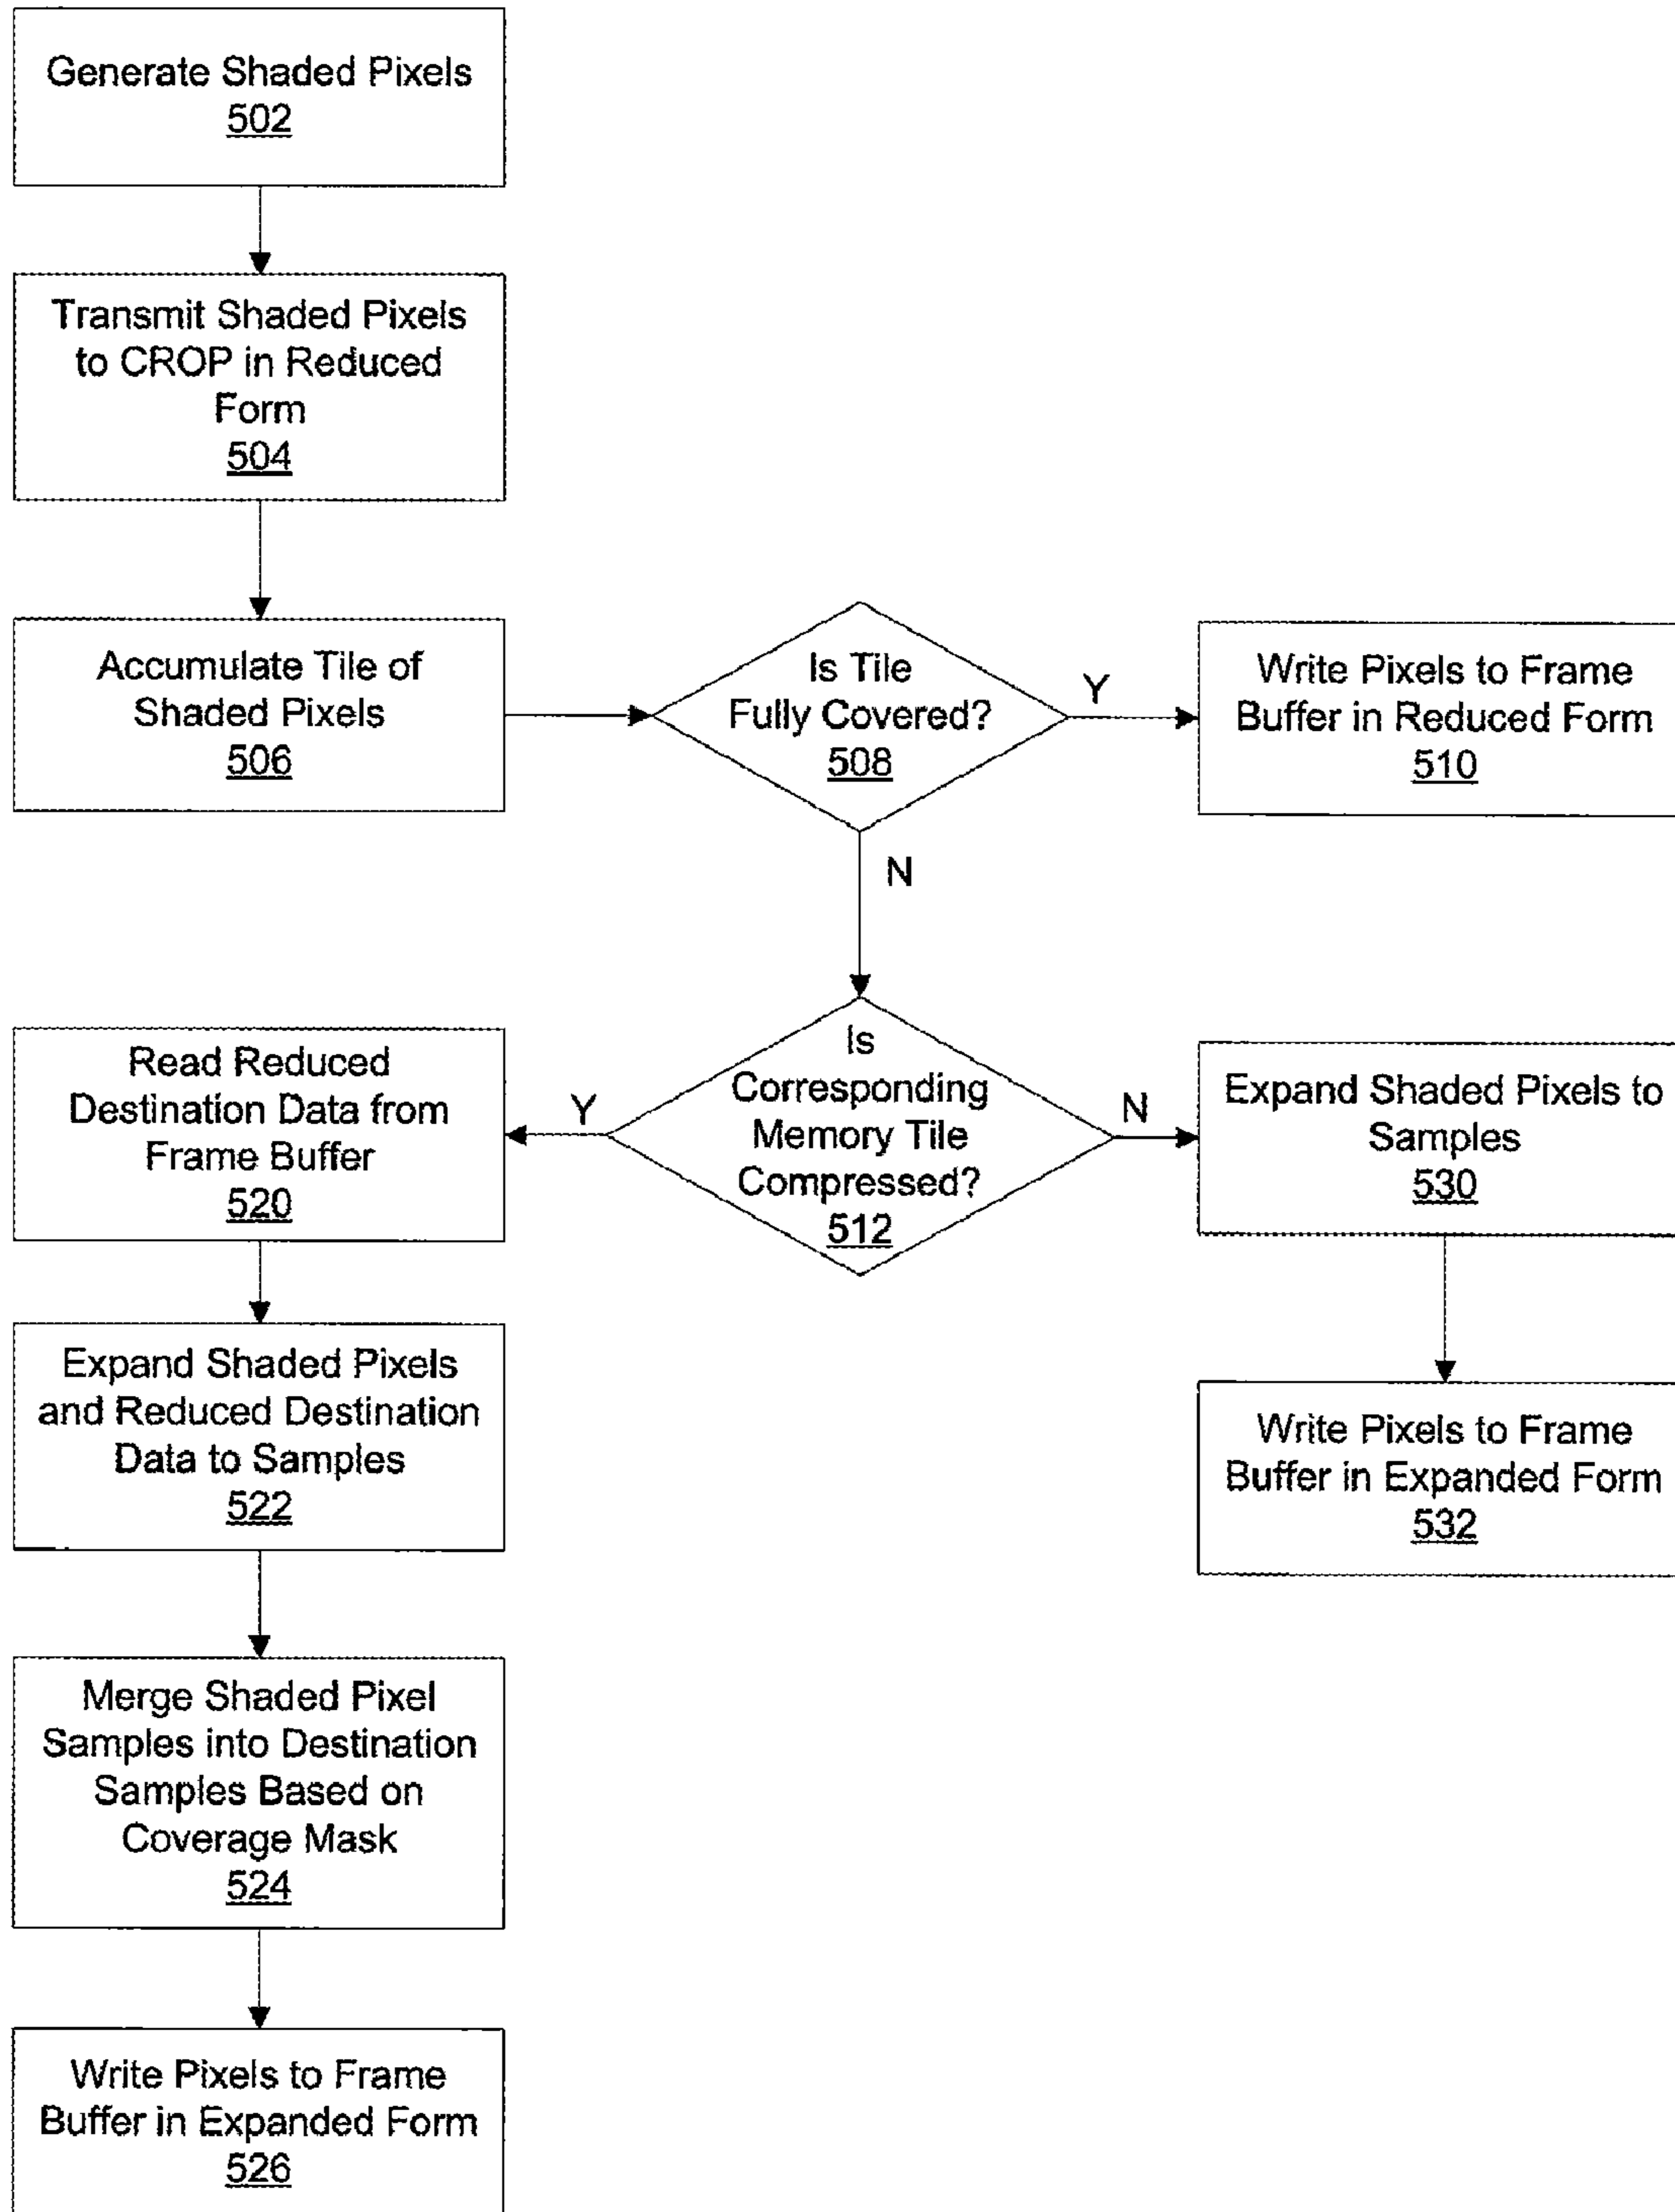 Generate Shaded Pixels
502
Transmit Shaded Pixels
to CROP in Reduced
Form
504
Accumulate Tile of
Shaded Pixels
506
Is Tile
Fully Covered?
508
Y
Write Pixels to Frame
Buffer in Reduced Form
510
N
Is
Corresponding
Memory Tile
Compressed?
512
Y
Read Reduced
Destination Data from
Frame Buffer
520
N
Expand Shaded Pixels to
Samples
530
Expand Shaded Pixels
and Reduced Destination
Data to Samples
522
Write Pixels to Frame
Buffer in Expanded Form
532
Merge Shaded Pixel
Samples into Destination
Samples Based on
Coverage Mask
524
Write Pixels to Frame
Buffer in Expanded Form
526